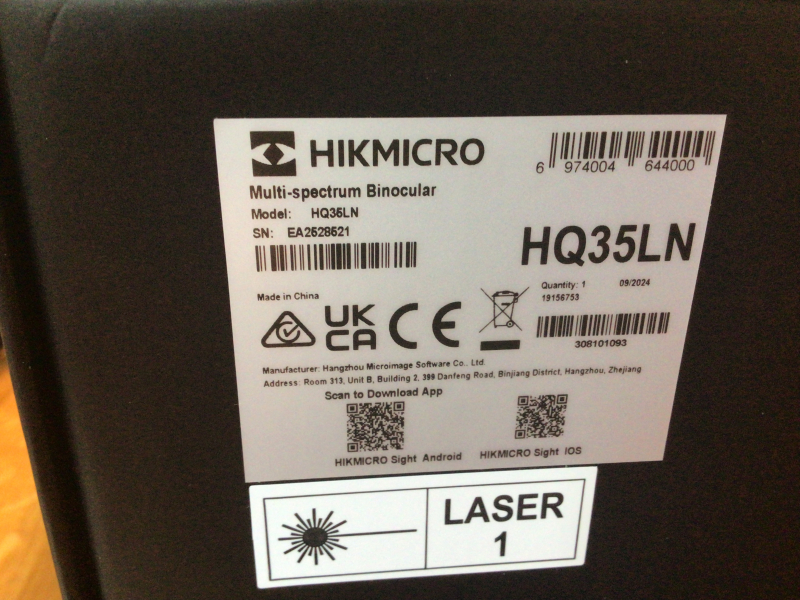 HIKMICRO
6 974004 644000
Multi-spectrum Binocular
Model: HQ35LN
SN: EA2528521
HQ35LN
Quantity: 1 09/2024
19156753
Made in China
UK
CA
CE
308101093
Manufacturer: Hangzhou Microimage Software Co., Ltd.
Address: Room 313, Unit B, Building 2, 399 Danfeng Road, Binjiang District, Hangzhou, Zhejiang
Scan to Download App
HIKMICRO Sight Android HIKMICRO Sight IOS
LASER
1